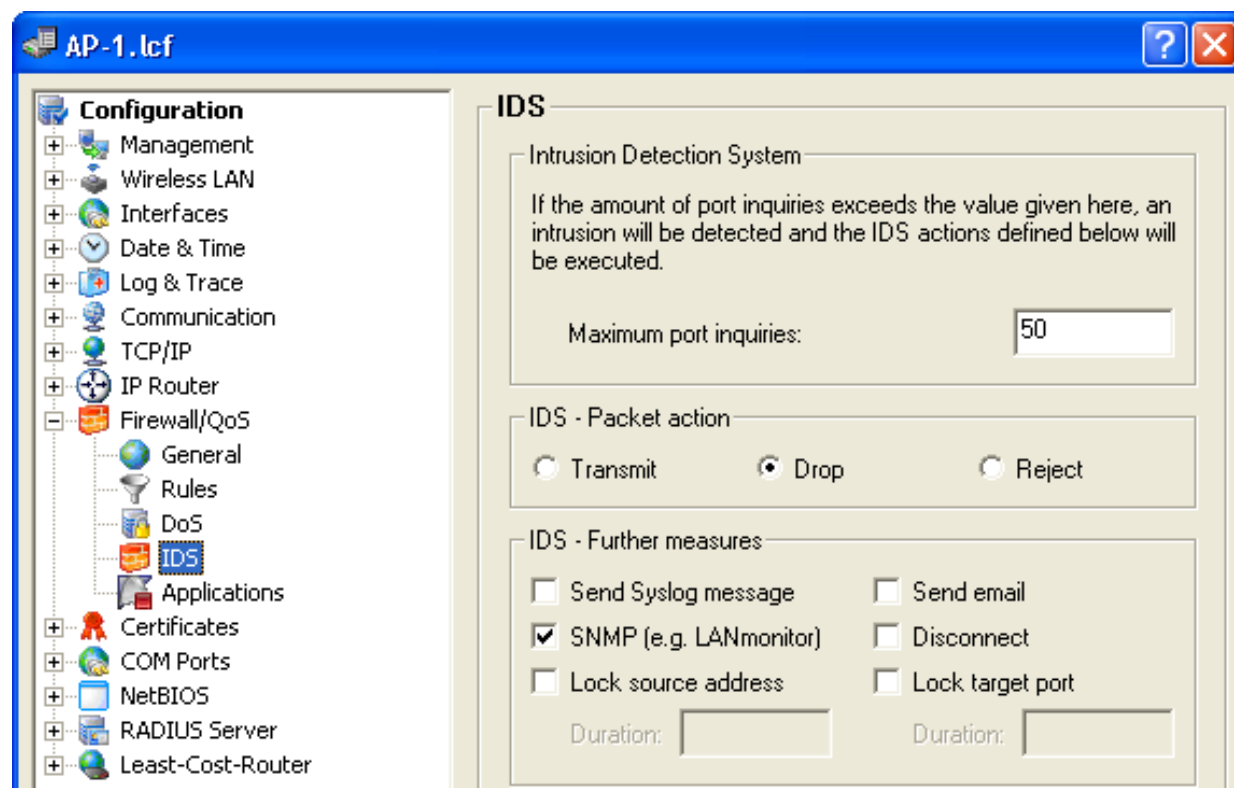 AP-1.lcf
?
Configuration
Management
Wireless LAN
Interfaces
Date & Time
Log & Trace
Communication
TCP/IP
IP Router
Firewall/QoS
General
Rules
DoS
IDS
Applications
Certificates
COM Ports
NetBIOS
RADIUS Server
Least-Cost-Router
IDS
Intrusion Detection System
If the amount of port inquiries exceeds the value given here, an
intrusion will be detected and the IDS actions defined below will
be executed.
Maximum port inquiries: 50
IDS - Packet action
Transmit Drop Reject
IDS - Further measures
Send Syslog message Send email
SNMP (e.g. LANmonitor) Disconnect
Lock source address Lock target port
Duration: Duration: